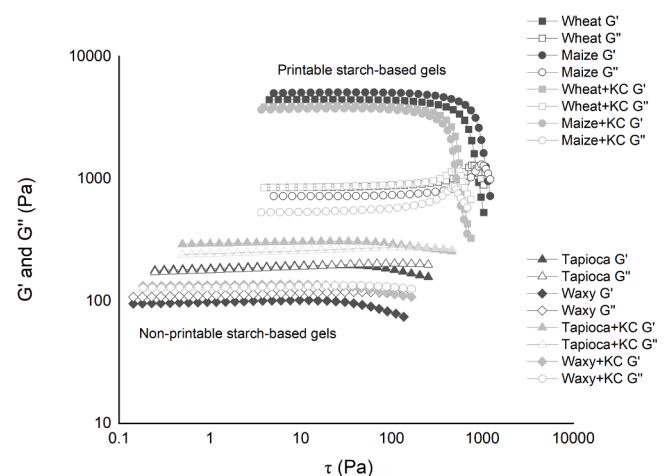 Wheat G'
Wheat G"
Maize G'
Maize G"
Wheat+KC G'
Wheat+KC G"
Maize+KC G'
Maize+KC G"
10000
Printable starch-based gels
1000
G' and G" (Pa)
Tapioca G'
Tapioca G"
Waxy G'
Waxy G"
Tapioca+KC G'
Tapioca+KC G"
Waxy+KC G'
Waxy+KC G"
100
Non-printable starch-based gels
10
0.1 1 10 100 1000 10000
τ (Pa)